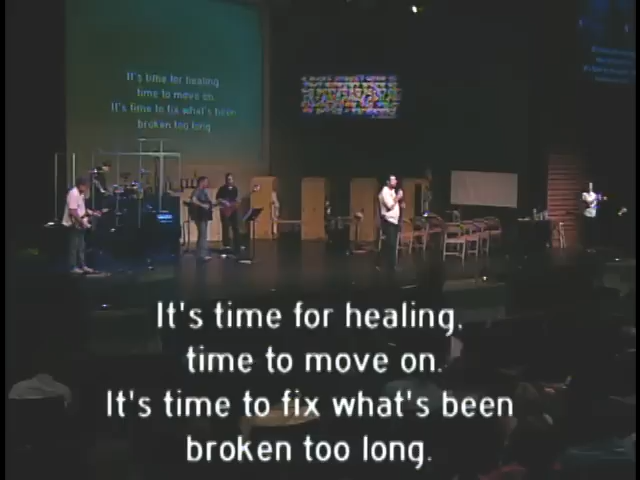 It's time for healing
time to move on.
It's time to fix what's been
broken too long
It's time for healing,
time to move on.
It's time to fix what's been
broken too long.